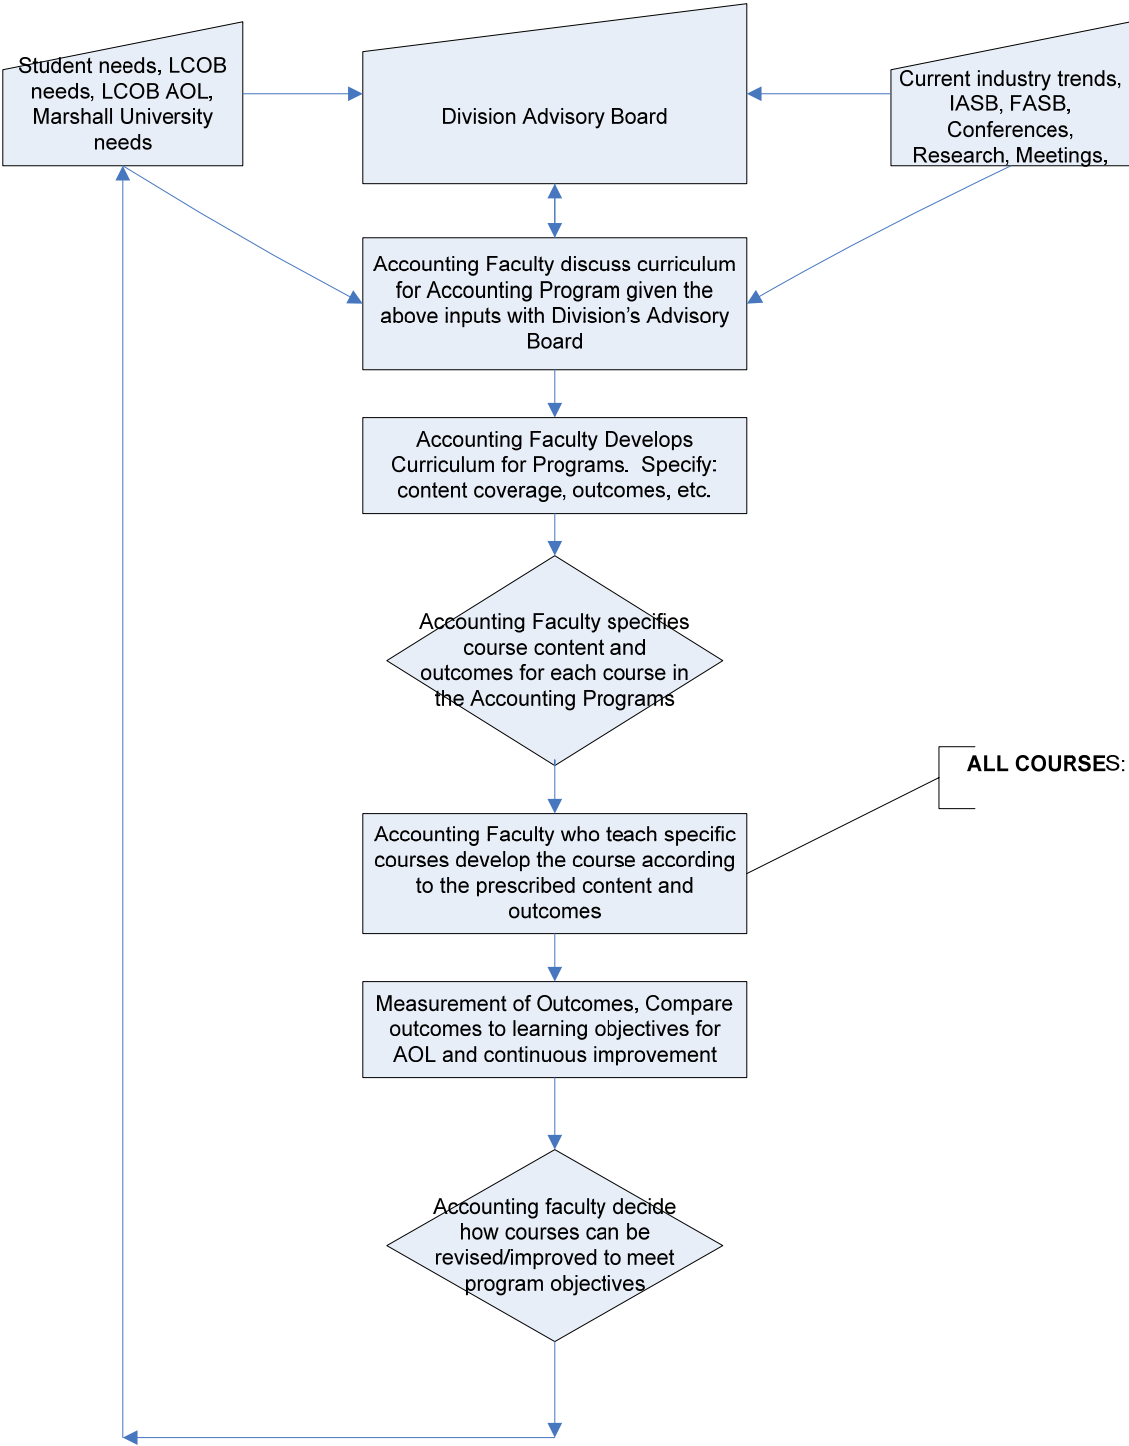 Student needs, LCOB
needs, LCOB AOL,
Marshall University
needs
Division Advisory Board
Current industry trends,
IASB, FASB,
Conferences,
Research, Meetings,
Accounting Faculty discuss curriculum
for Accounting Program given the
above inputs with Division’s Advisory
Board
Accounting Faculty Develops
Curriculum for Programs.  Specify:
content coverage, outcomes, etc.
Accounting Faculty specifies
course content and
outcomes for each course in
the Accounting Programs
ALL COURSES:
Accounting Faculty who teach specific
courses develop the course according
to the prescribed content and
outcomes
Measurement of Outcomes, Compare
outcomes to learning objectives for
AOL and continuous improvement
Accounting faculty decide
how courses can be
revised/improved to meet
program objectives